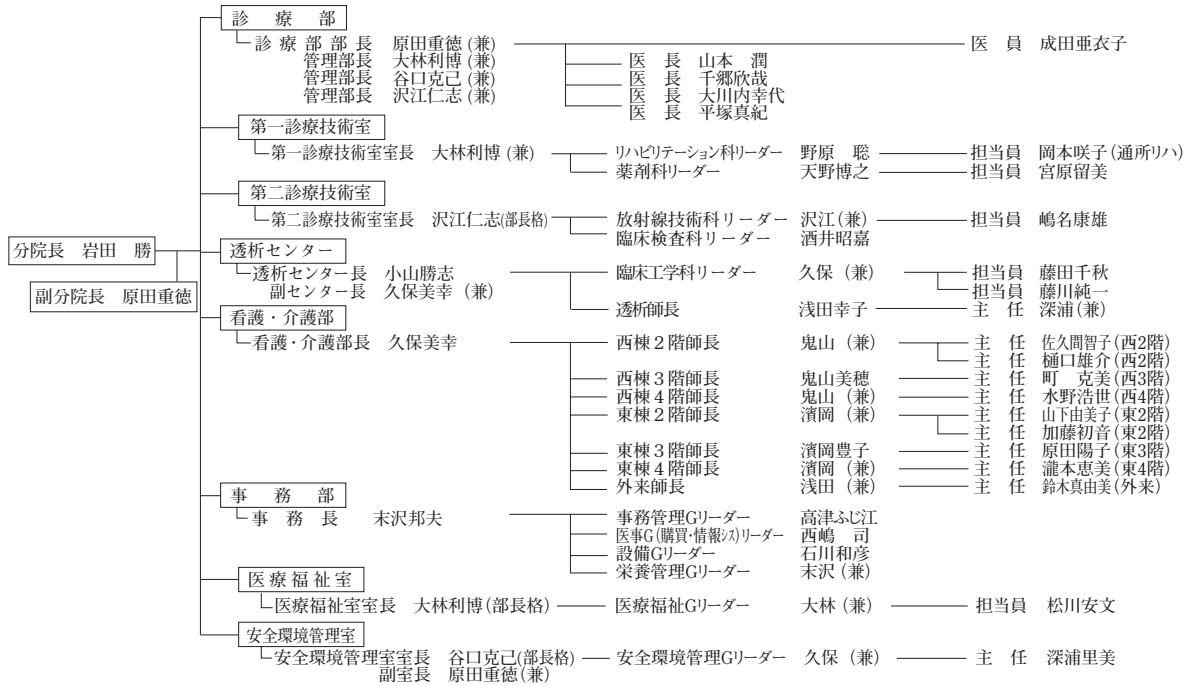 診療部
診療部部長 原田重徳(兼) 医員 成田亜衣子
管理部長 大林利博(兼) 医長 山本 潤
管理部長 谷口克己(兼) 医長 千郷欣哉
管理部長 沢江仁志(兼) 医長 大川内幸代
医長 平塚真紀
第一診療技術室
第一診療技術室室長 大林利博(兼) リハビリテーション科リーダー 野原 聡 担当員 岡本咲子(通所リハ)
薬剤科リーダー 天野博之 担当員 宮原留美
第二診療技術室
第二診療技術室室長 沢江仁志(部長格) 放射線技術科リーダー 沢江(兼) 担当員 嶋名康雄
臨床検査科リーダー 酒井昭嘉
分院長 岩田 勝
副分院長 原田重徳
透析センター
透析センター長 小山勝志 臨床工学科リーダー 久保(兼) 担当員 藤田千秋
副センター長 久保美幸(兼) 担当員 藤川純一
透析師長 浅田幸子 主任 深浦(兼)
看護・介護部
看護・介護部長 久保美幸 西棟2階師長 鬼山(兼) 主任 佐久間智子(西2階)
主任 樋口雄介(西2階)
西棟3階師長 鬼山美穂 主任 町 克美(西3階)
西棟4階師長 鬼山(兼) 主任 水野浩世(西4階)
東棟2階師長 濱岡(兼) 主任 山下由美子(東2階)
主任 加藤初音(東2階)
東棟3階師長 濱岡豊子 主任 原田陽子(東3階)
東棟4階師長 濱岡(兼) 主任 瀧本恵美(東4階)
外来師長 浅田(兼) 主任 鈴木真由美(外来)
事務部
事務長 末沢邦夫 事務管理Gリーダー 高津ふじ江
医事G(購買・情報シス)リーダー 西嶋 司
設備Gリーダー 石川和彦
栄養管理Gリーダー 末沢(兼)
医療福祉室
医療福祉室室長 大林利博(部長格) 医療福祉Gリーダー 大林(兼) 担当員 松川安文
安全環境管理室
安全環境管理室室長 谷口克己(部長格) 安全環境管理Gリーダー 久保(兼) 主任 深浦里美
副室長 原田重徳(兼)